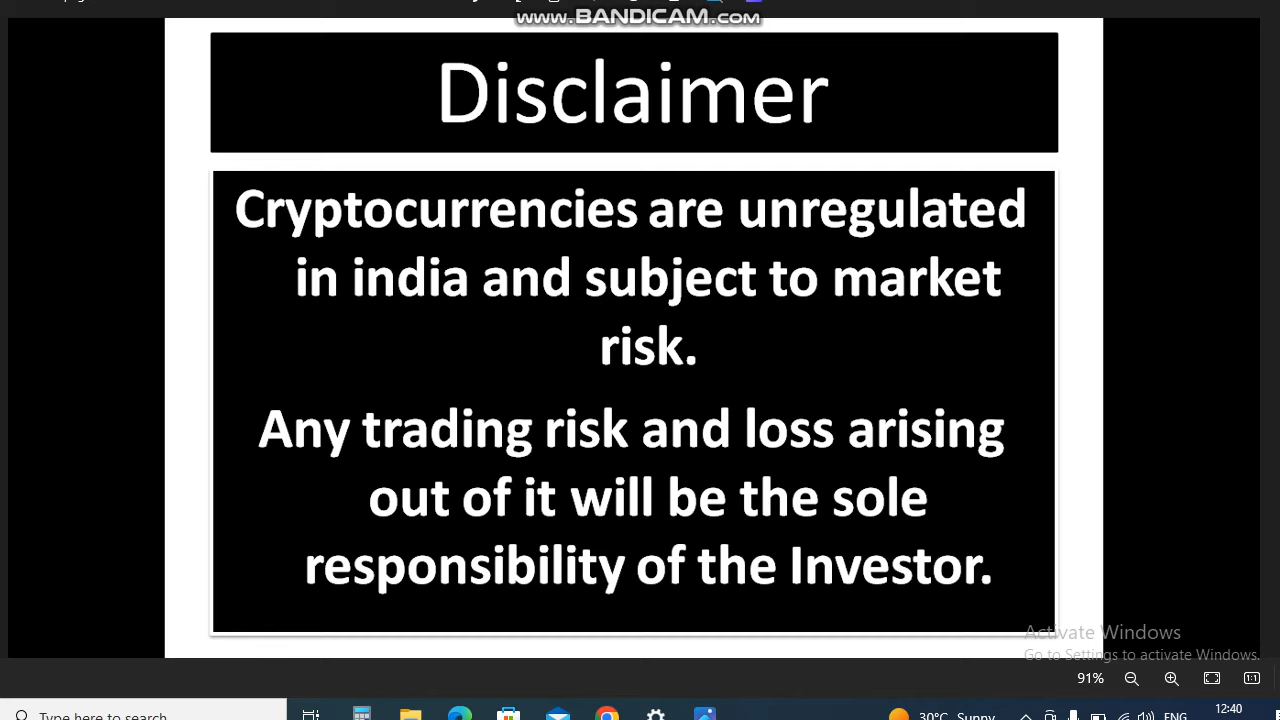 www.BANDICAM.com
Disclaimer
Cryptocurrencies are unregulated
in india and subject to market
risk.
Any trading risk and loss arising
out of it will be the sole
responsibility of the Investor.
Activate Windows
Go to Settings to activate Windows.
91%
Type here to search
30°C Sunny
ENG
12:40